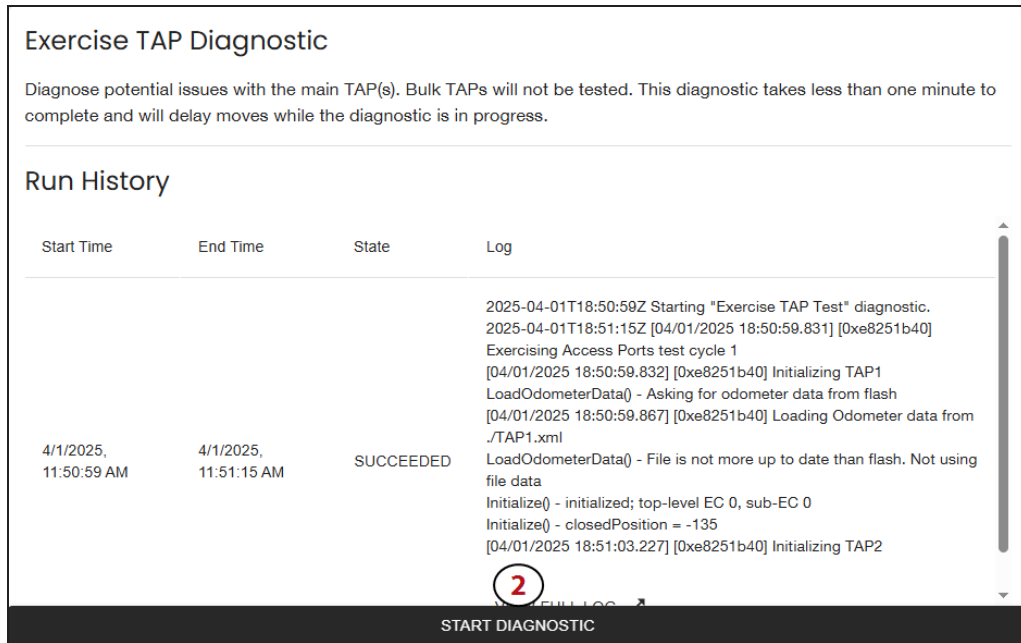 Exercise TAP Diagnostic
Diagnose potential issues with the main TAP(s). Bulk TAPs will not be tested. This diagnostic takes less than one minute to
complete and will delay moves while the diagnostic is in progress.
Run History
Start Time End Time State Log
2025-04-01T18:50:59Z Starting "Exercise TAP Test" diagnostic.
2025-04-01T18:51:15Z [04/01/2025 18:50:59.831] [0xe8251b40]
Exercising Access Ports test cycle 1
[04/01/2025 18:50:59.832] [0xe8251b40] Initializing TAP1
LoadOdometerData() - Asking for odometer data from flash
[04/01/2025 18:50:59.867] [0xe8251b40] Loading Odometer data from
./TAP1.xml
4/1/2025,
11:50:59 AM
4/1/2025,
11:51:15 AM
SUCCEEDED
LoadOdometerData() - File is not more up to date than flash. Not using
file data
Initialize() - initialized; top-level EC 0, sub-EC 0
Initialize() - closedPosition = -135
[04/01/2025 18:51:03.227] [0xe8251b40] Initializing TAP2
2
FULL LOG
START DIAGNOSTIC